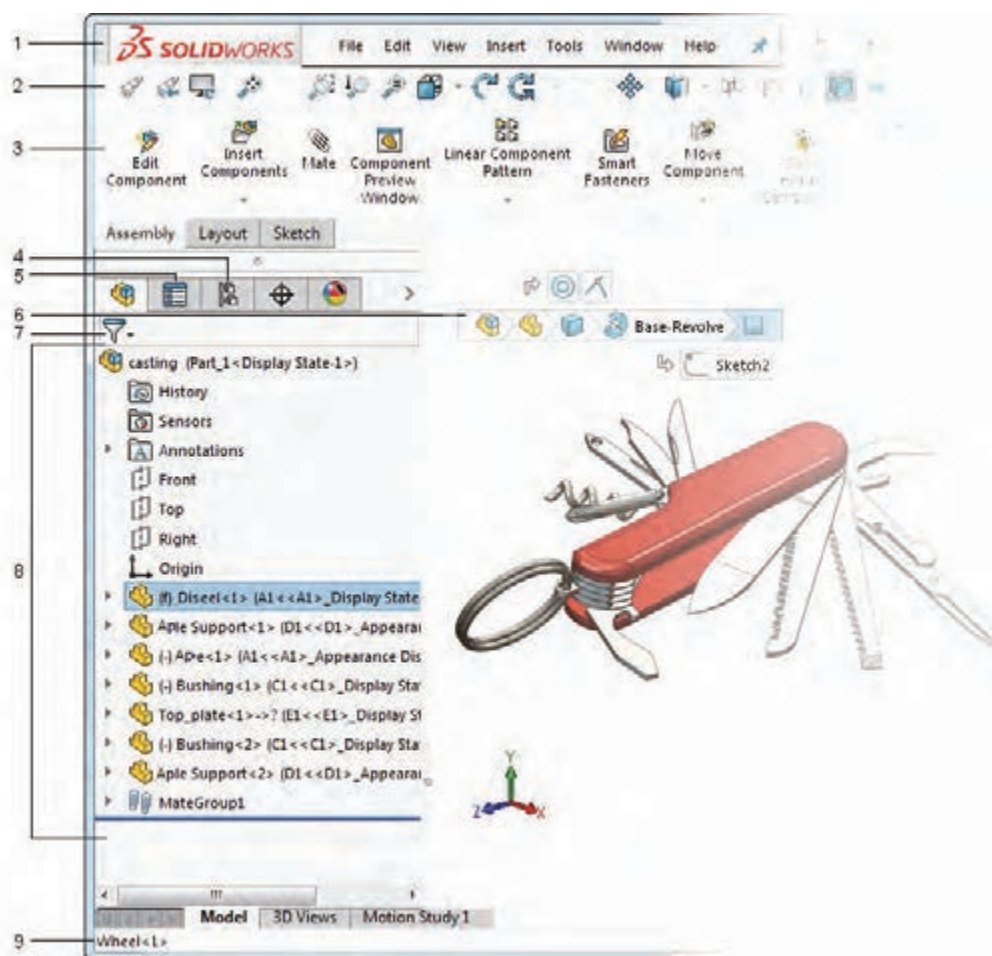 1
DS SOLIDWORKS File Edit View Insert Tools Window Help
2
3
Edit Component
Insert Components
Mate
Component Preview Window
Linear Component Pattern
Smart Fasteners
Move Component
Assembly Layout Sketch
4
5
6
Base-Revolve
7
casting (Part_1<Display State-1>)
Sketch2
History
Sensors
A Annotations
Front
Top
Right
8
Origin
(f) Diseel<1> (A1<<A1>_Display State
Aple Support<1> (D1<<D1>_Appearan
(-) Ape<1> (A1<<A1>_Appearance Dis
(-) Bushing<1> (C1<<C1>_Display Sta
Top_plate<1>->? (E1<<E1>_Display St
(-) Bushing<2> (C1<<C1>_Display Sta
Aple Support<2> (D1<<D1>_Appearan
MateGroup1
Y
Z X
Model 3D Views Motion Study 1
9
Wheel<1>